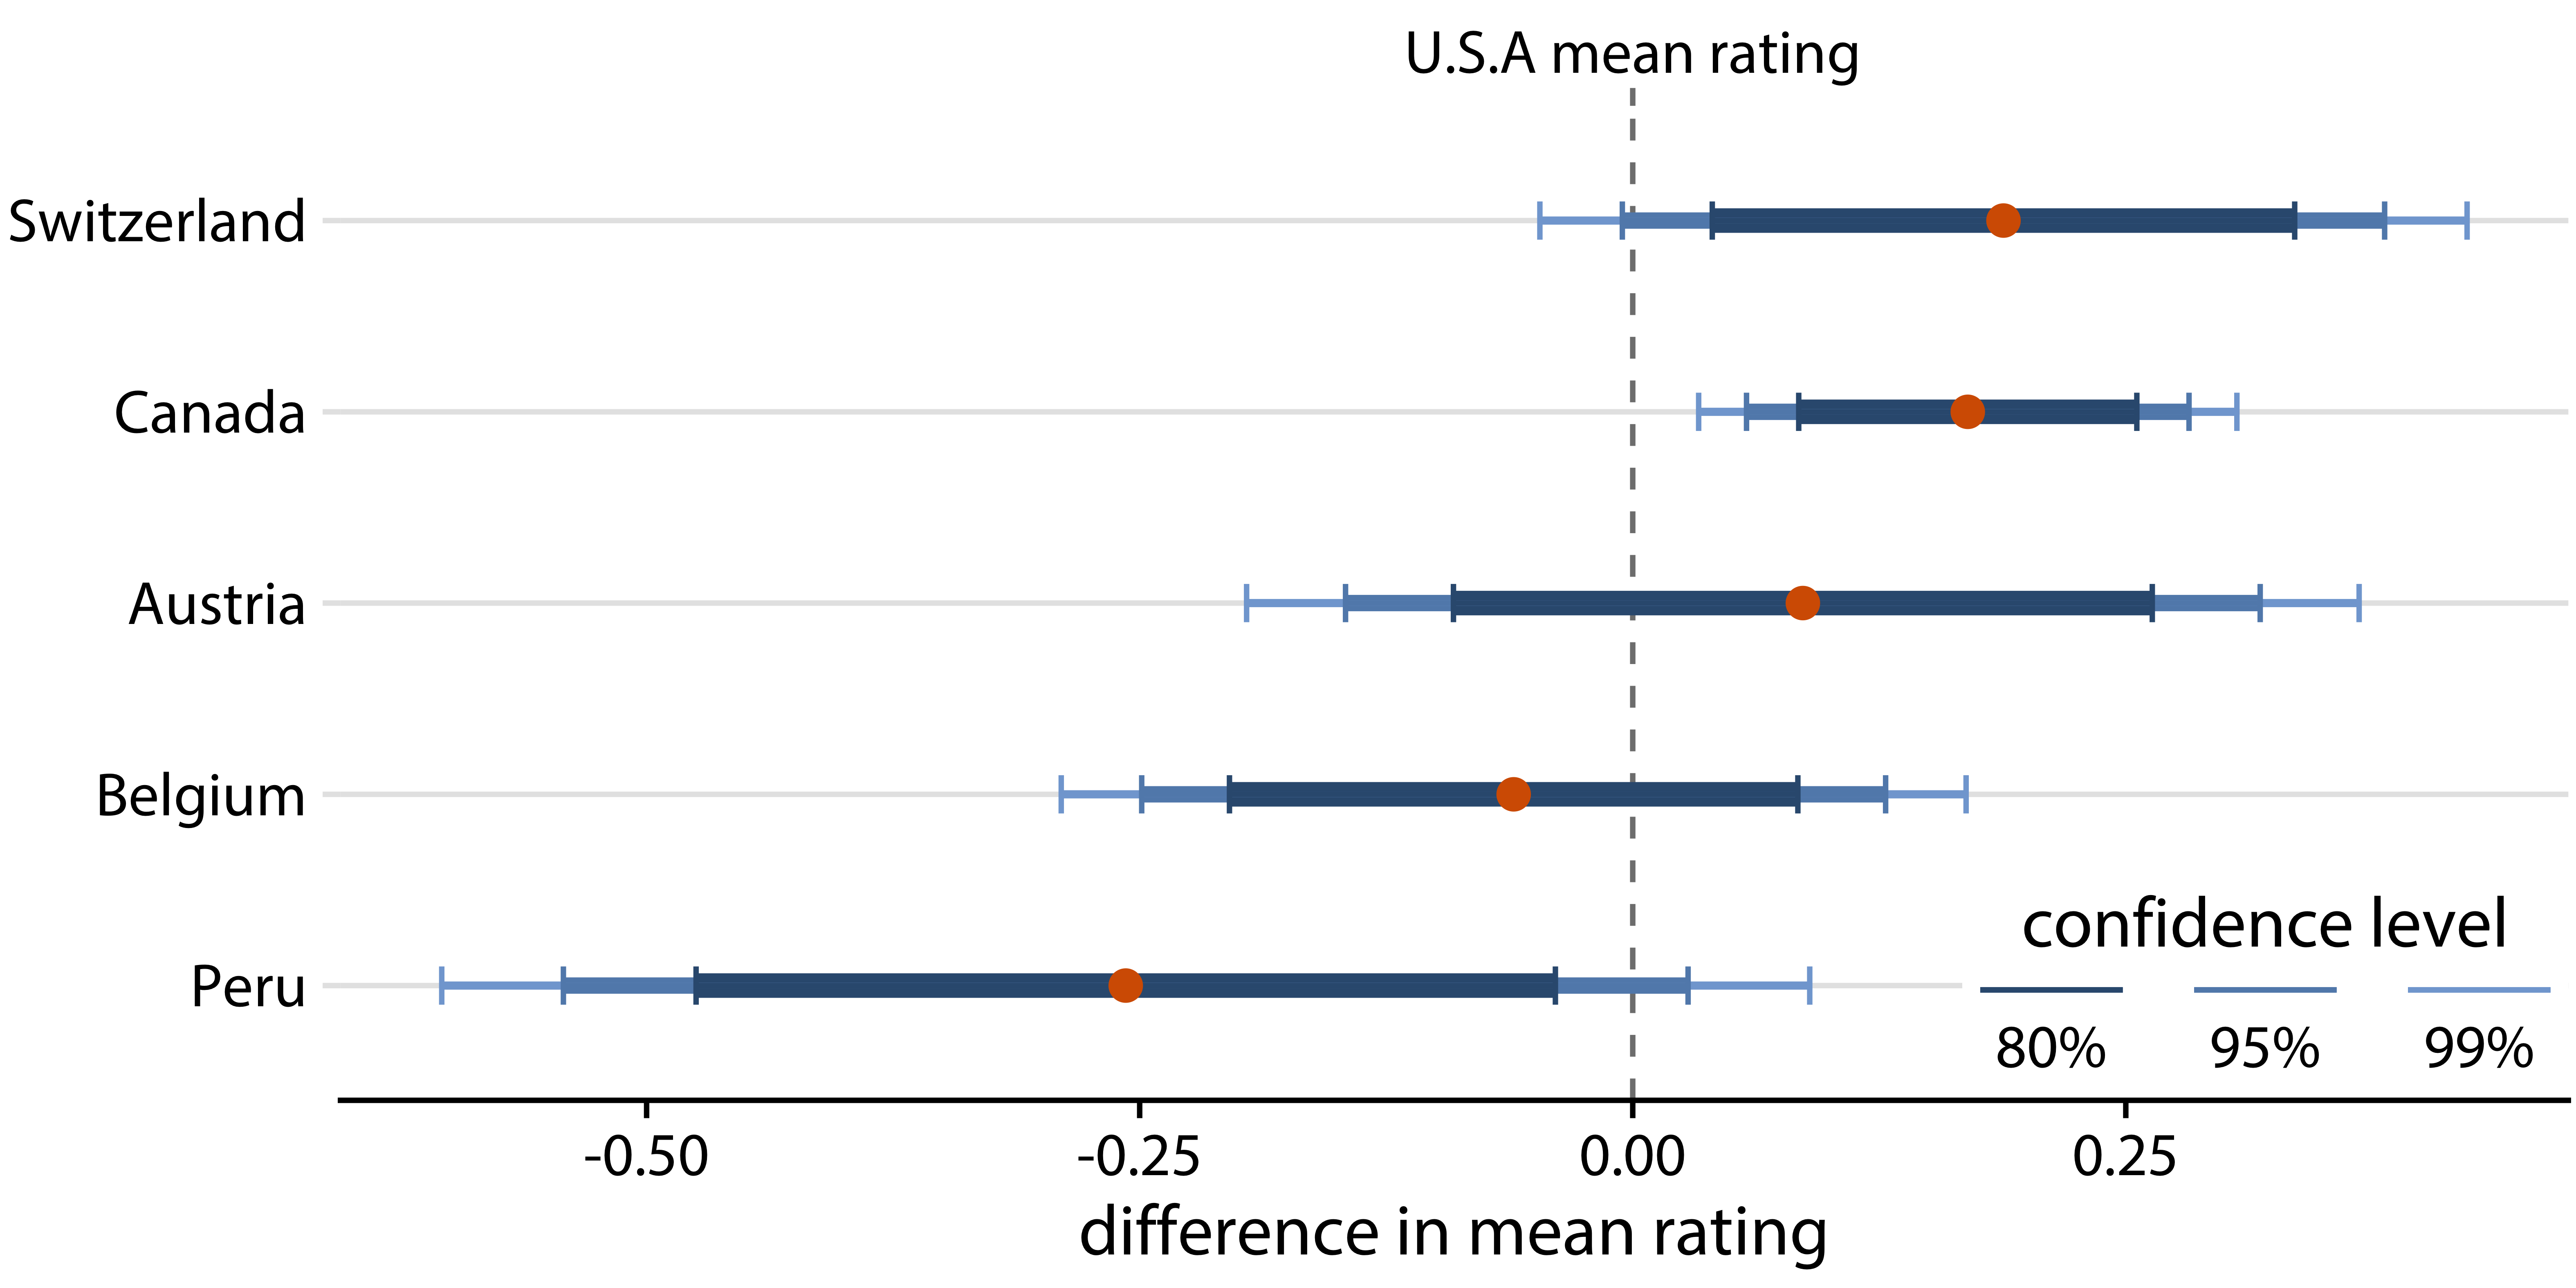 U.S.A mean rating
Switzerland
Canada
Austria
Belgium
Peru
confidence level
80% 95% 99%
-0.50 -0.25 0.00 0.25
difference in mean rating